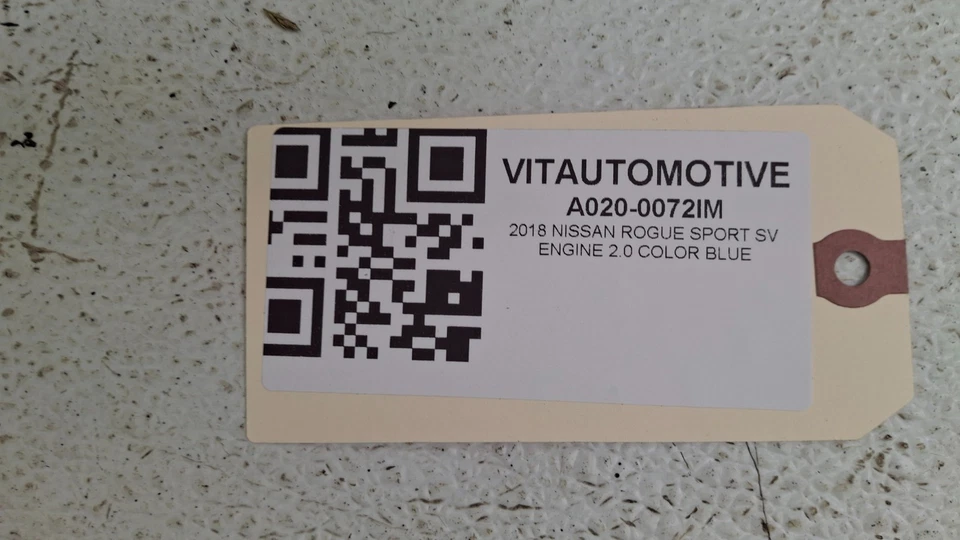 VITAUTOMOTIVE
A020-0072IM
2018 NISSAN ROGUE SPORT SV
ENGINE 2.0 COLOR BLUE